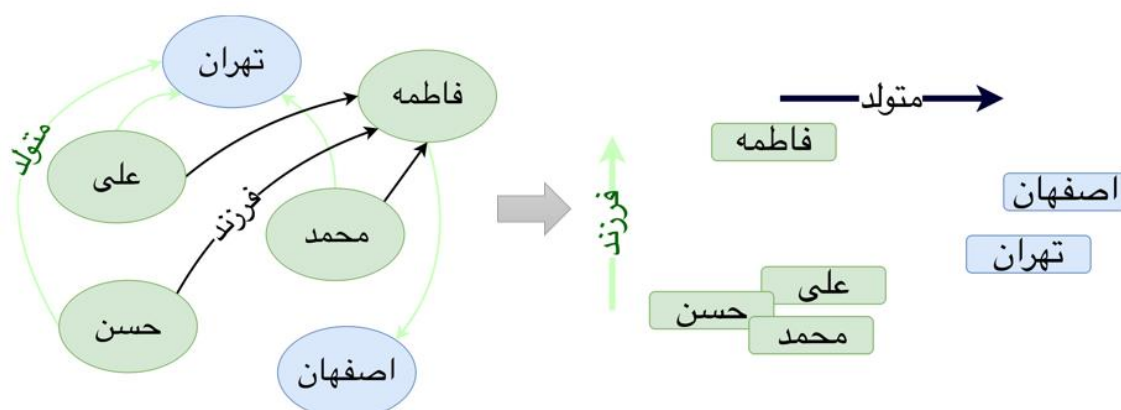 تهران
فاطمه
متولد
علی
فرزند
محمد
حسن
اصفهان
متولد
فاطمه
فرزند
اصفهان
تهران
علی
حسن
محمد